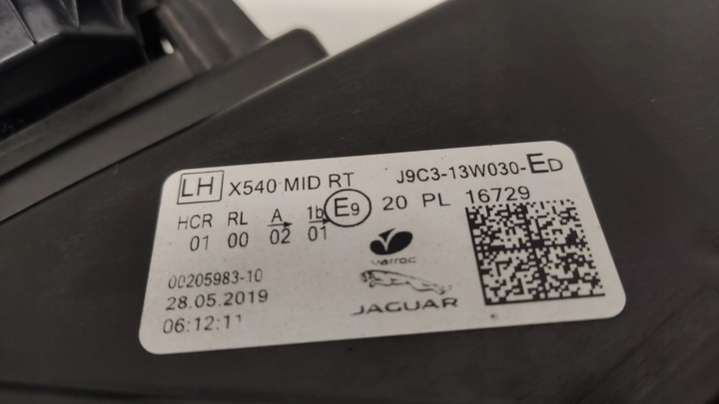 LH X540 MID RT J9C3-13W030-ED
HCR RL A 1b E9 20 PL 16729
01 00 02 01
varroc
00205983-10
JAGUAR
28.05.2019
06:12:11